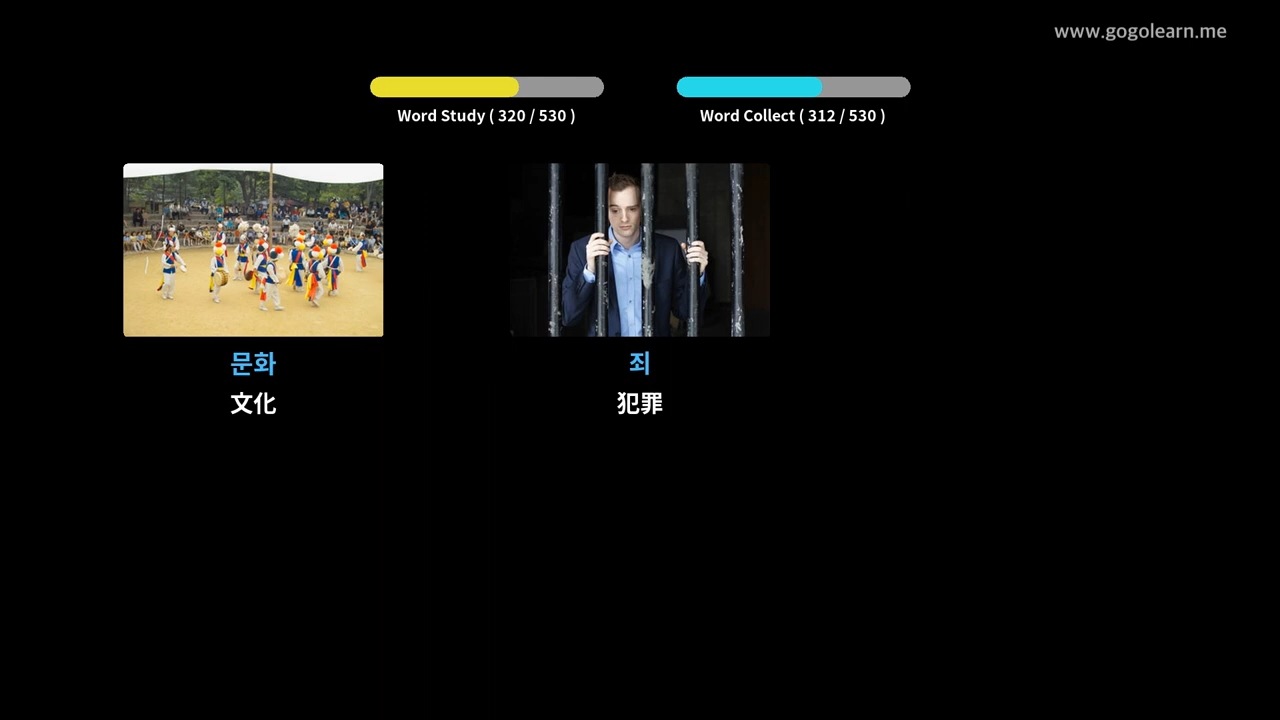 www.gogolearn.me
Word Study ( 320 / 530 )
Word Collect ( 312 / 530 )
문화
文化
죄
犯罪